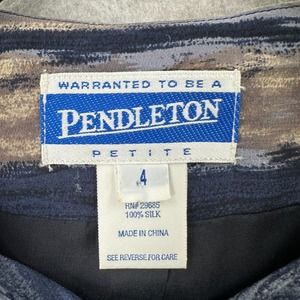 WARRANTED TO BE A
PENDLETON
PETITE
4
RN# 29685
100% SILK
MADE IN CHINA
SEE REVERSE FOR CARE